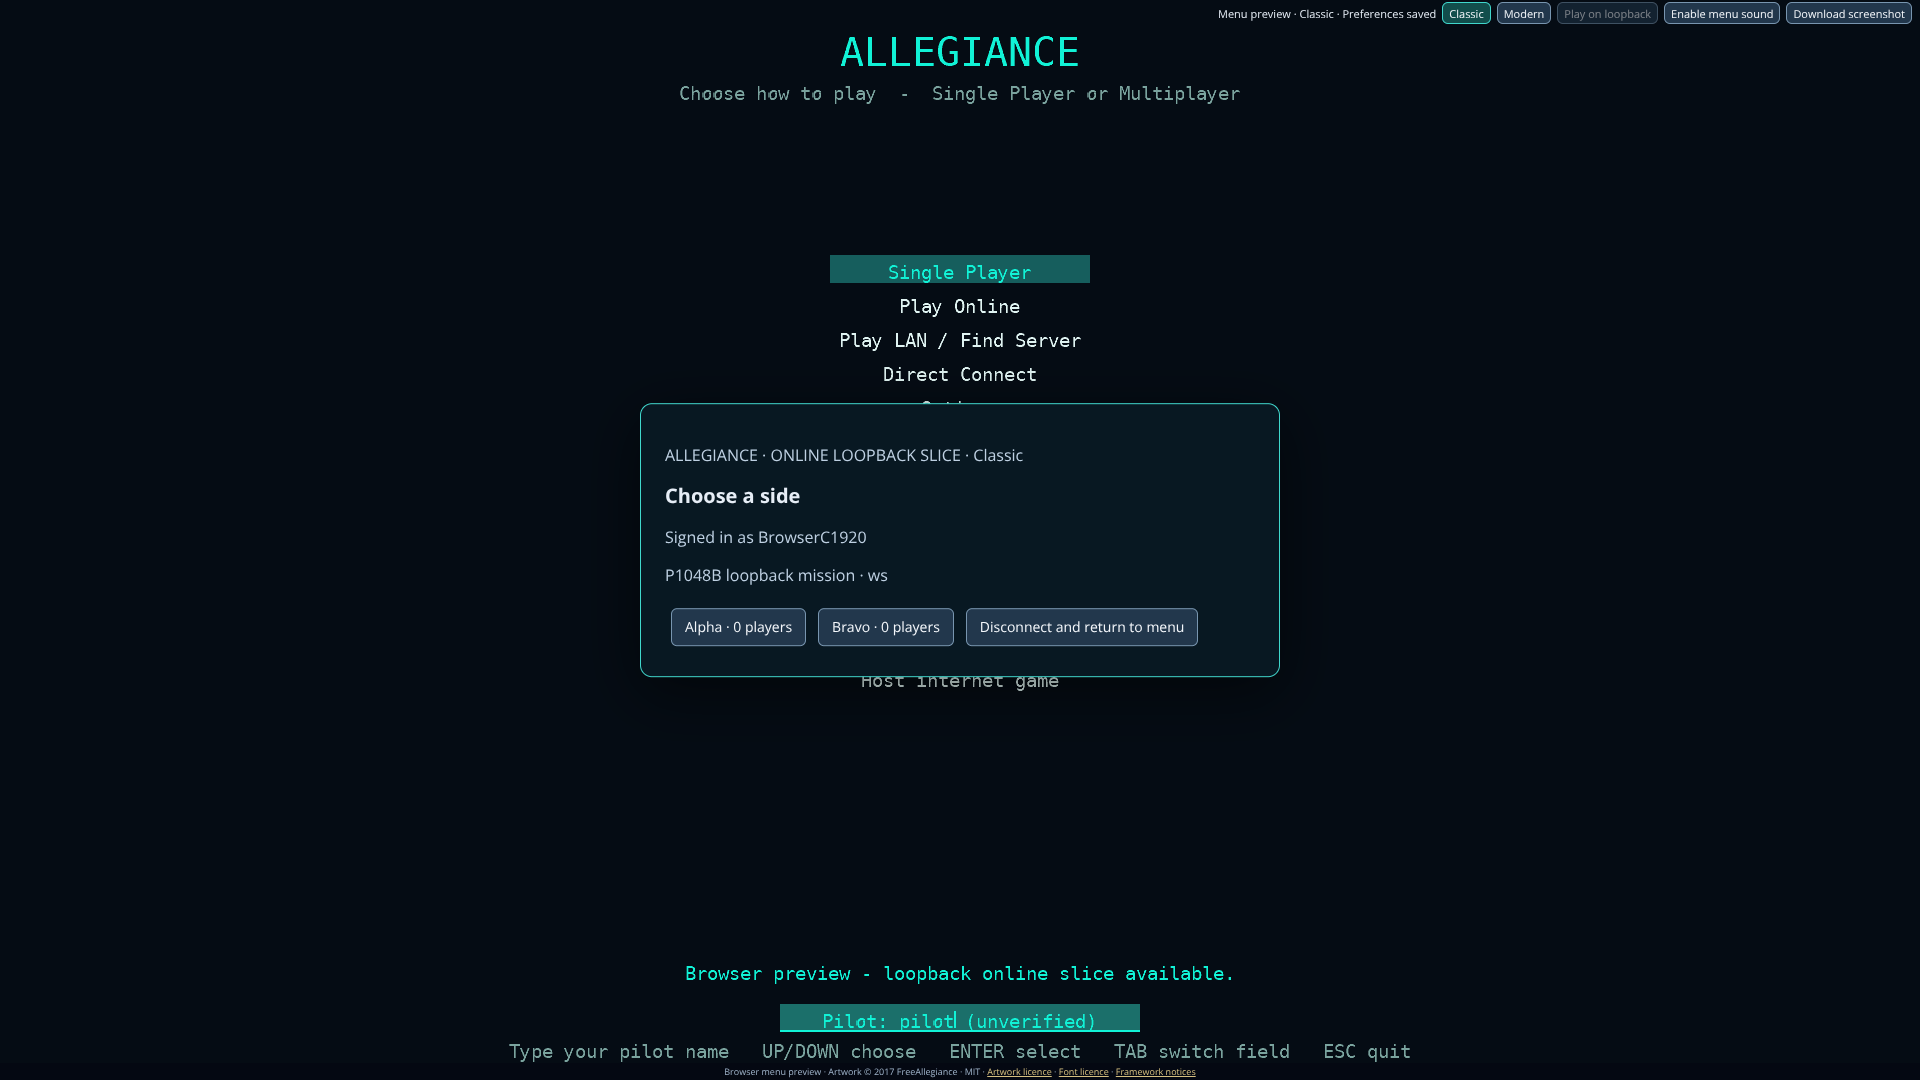 Menu preview · Classic · Preferences saved Classic Modern Play on loopback Enable menu sound Download screenshot
ALLEGIANCE
Choose how to play - Single Player or Multiplayer
Single Player
Play Online
Play LAN / Find Server
Direct Connect
ALLEGIANCE · ONLINE LOOPBACK SLICE · Classic
Choose a side
Signed in as BrowserC1920
P1048B loopback mission · ws
Alpha · 0 players Bravo · 0 players Disconnect and return to menu
Host internet game
Browser preview - loopback online slice available.
Pilot: pilot (unverified)
Type your pilot name UP/DOWN choose ENTER select TAB switch field ESC quit
Browser menu preview · Artwork © 2017 FreeAllegiance · MIT · Artwork licence · Font licence · Framework notices